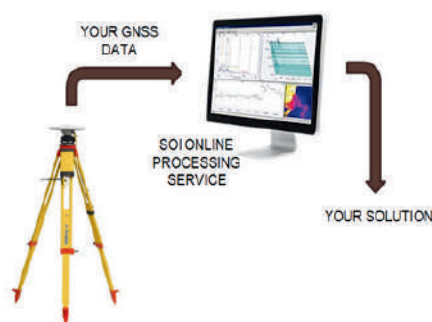 YOUR GNSS
DATA
SOI ONLINE
PROCESSING
SERVICE
YOUR SOLUTION